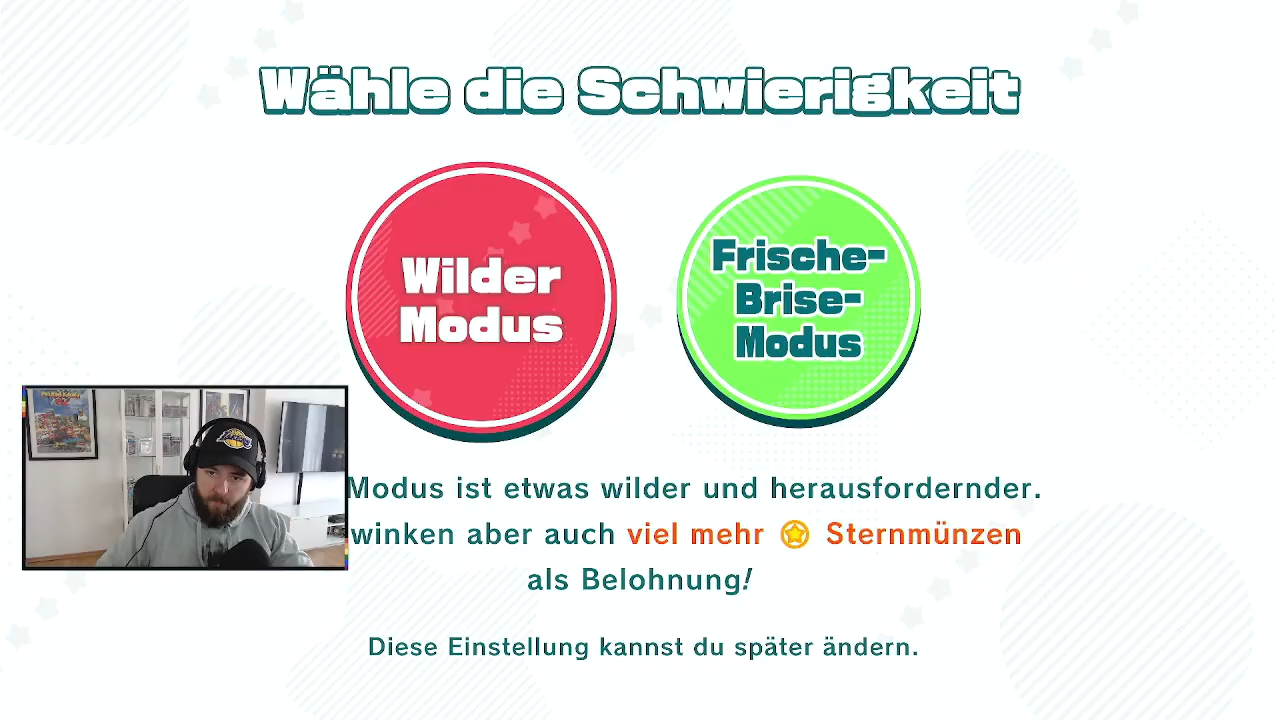 Wähle die Schwierigkeit
Wilder
Modus
Frische-
Brise-
Modus
Modus ist etwas wilder und herausfordernder.
winken aber auch viel mehr Sternmünzen
als Belohnung!
Diese Einstellung kannst du später ändern.